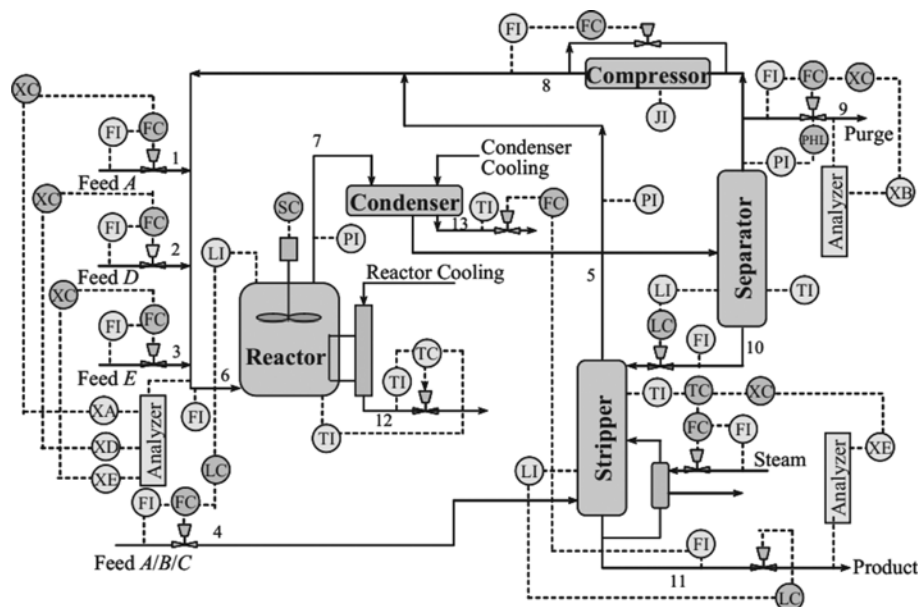 FI
FC
Compressor
8
JI
FI
FC
XC
9
Purge
PHL
PI
XB
Analyzer
XC
FI
FC
1
Feed A
XC
FI
FC
2
Feed D
XC
FI
FC
3
Feed E
7
Condenser
Cooling
Condenser
SC
PI
TI
FC
13
PI
LI
Reactor Cooling
5
Separator
LI
TI
LC
FI
10
Reactor
6
FI
TI
TC
TI
12
XA
XD
XE
Analyzer
LC
FI
FC
4
Feed A/B/C
Stripper
TI
TC
XC
FC
FI
Steam
LI
XE
Analyzer
FI
11
LC
Product